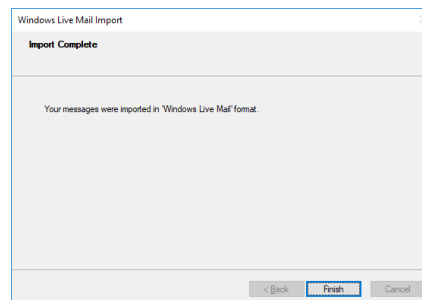 Windows Live Mail Import
Import Complete
Your messages were imported in 'Windows Live Mail' format.
< Back
Finish
Cancel